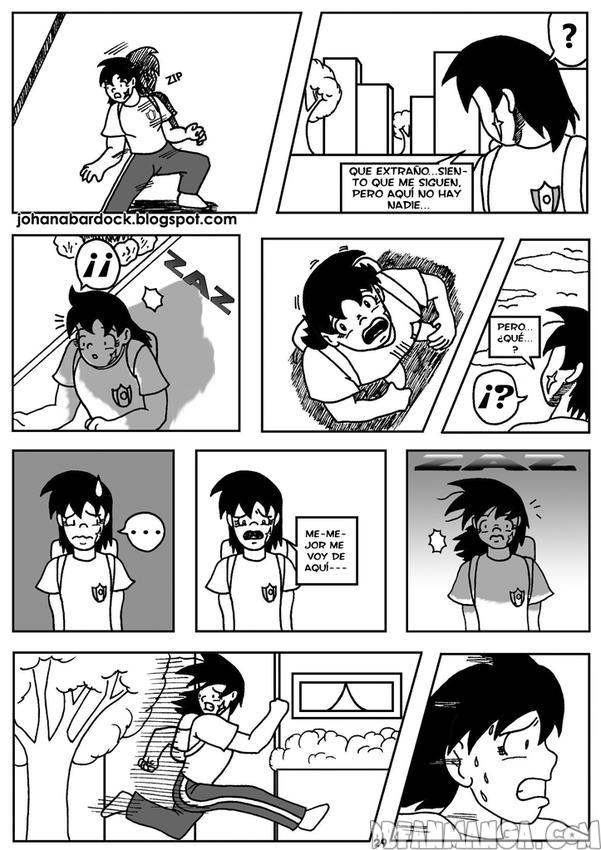 ZIP
?
QUE EXTRAÑO...SIEN-
TO QUE ME SIGUEN,
PERO AQUÍ NO HAY
NADIE...
johanabardock.blogspot.com
¡¡
ZAZ
PERO...
¿QUÉ...
?
¡?
...
ME-ME-
JOR ME
VOY DE
AQUÍ---
ZAZ
29
DBFANMANGA.COM